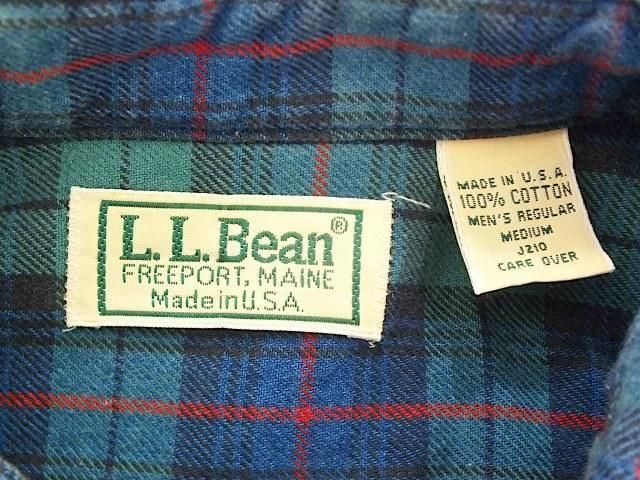 L.L.Bean®
FREEPORT, MAINE
Made in U.S.A.
MADE IN U.S.A.
100% COTTON
MEN'S REGULAR
MEDIUM
J210
CARE OVER